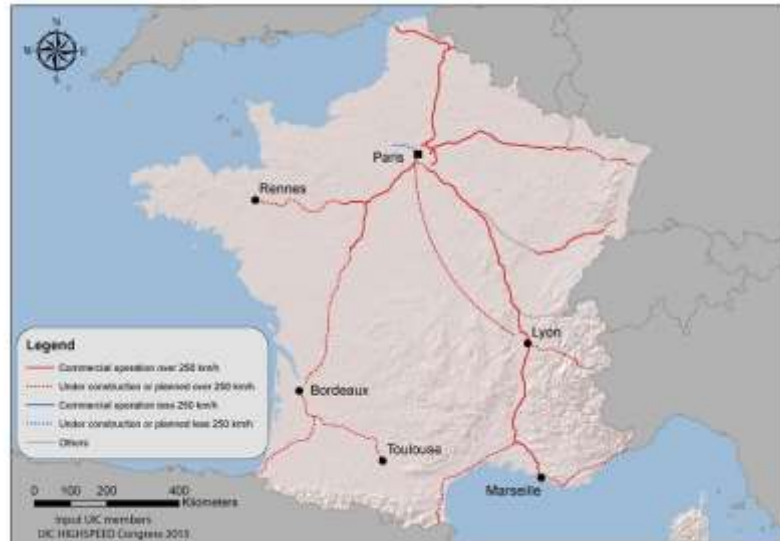 N
W
E
S
Paris
Rennes
Lyon
Bordeaux
Toulouse
Marseille
Legend
Commercial operation over 250 km/h
Under construction or planned over 250 km/h
Commercial operation less 250 km/h
Under construction or planned less 250 km/h
Others
0 100 200 400
Kilometers
Input UIC members
UIC HIGHSPEED Congress 2015